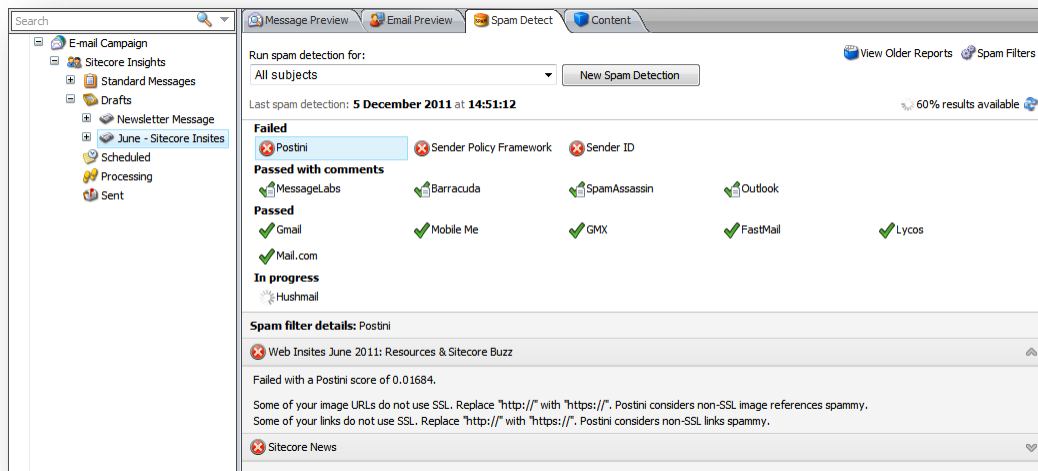 Search
E-mail Campaign
Sitecore Insights
Standard Messages
Drafts
Newsletter Message
June - Sitecore Insites
Scheduled
Processing
Sent
Message Preview Email Preview Spam Detect Content
Run spam detection for:
View Older Reports Spam Filters
All subjects New Spam Detection
Last spam detection: 5 December 2011 at 14:51:12 60% results available
Failed
Postini Sender Policy Framework Sender ID
Passed with comments
MessageLabs Barracuda SpamAssassin Outlook
Passed
Gmail Mobile Me GMX FastMail Lycos
Mail.com
In progress
Hushmail
Spam filter details: Postini
Web Insites June 2011: Resources & Sitecore Buzz
Failed with a Postini score of 0.01684.
Some of your image URLs do not use SSL. Replace "http://" with "https://". Postini considers non-SSL image references spammy.
Some of your links do not use SSL. Replace "http://" with "https://". Postini considers non-SSL links spammy.
Sitecore News